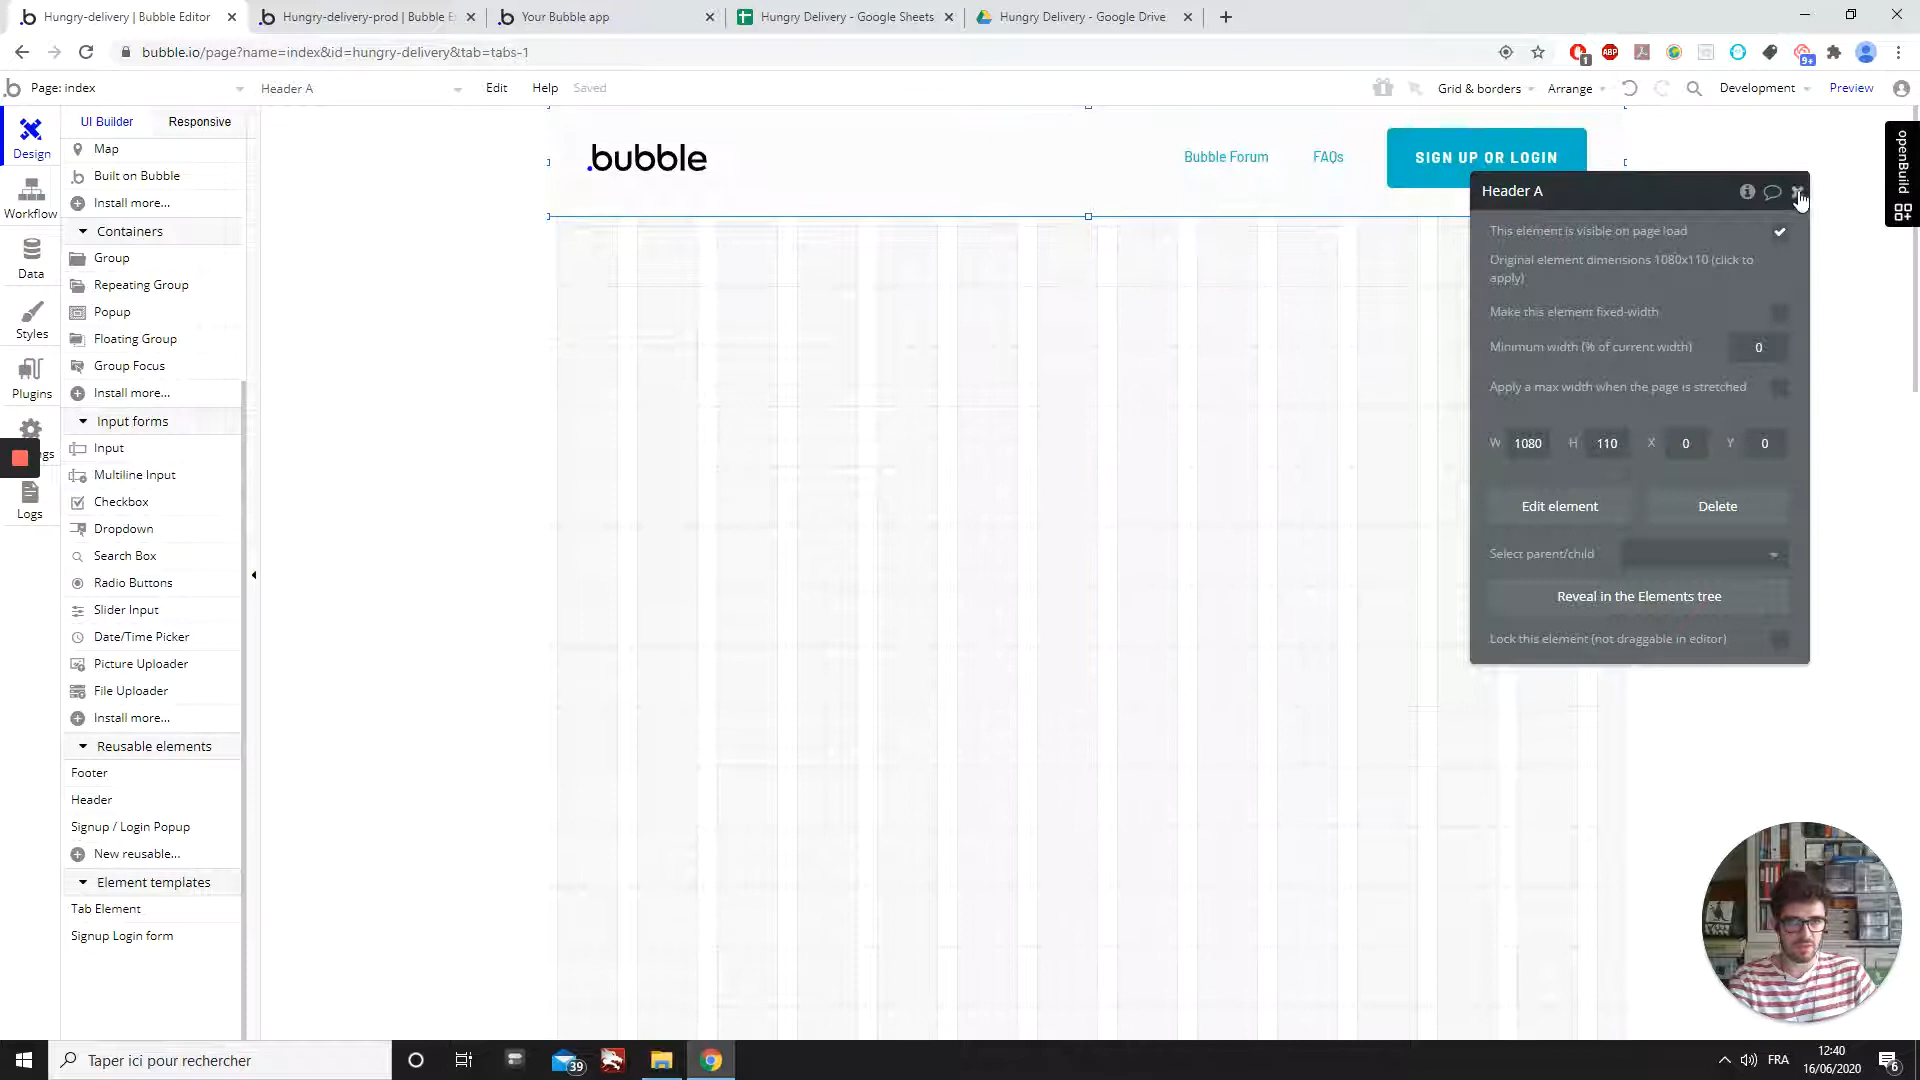 Hungry-delivery | Bubble Editor
Hungry-delivery-prod | Bubble E
Your Bubble app
Hungry Delivery - Google Sheets
Hungry Delivery - Google Drive
bubble.io/page?name=index&id=hungry-delivery&tab=tabs-1
ABP
1
9+
Page: index
Header A
Edit
Help
Saved
Grid & borders
Arrange
Development
Preview
Design
Workflow
Data
Styles
Plugins
gs
Logs
UI Builder
Responsive
Map
Built on Bubble
Install more...
Containers
Group
Repeating Group
Popup
Floating Group
Group Focus
Install more...
Input forms
Input
Multiline Input
Checkbox
Dropdown
Search Box
Radio Buttons
Slider Input
Date/Time Picker
Picture Uploader
File Uploader
Install more...
Reusable elements
Footer
Header
Signup / Login Popup
New reusable...
Element templates
Tab Element
Signup Login form
.bubble
Bubble Forum
FAQs
SIGN UP OR LOGIN
openBuild
Header A
This element is visible on page load
Original element dimensions 1080x110 (click to
apply)
Make this element fixed-width
Minimum width (% of current width)
0
Apply a max width when the page is stretched
W 1080 H 110 X 0 Y 0
Edit element
Delete
Select parent/child
Reveal in the Elements tree
Lock this element (not draggable in editor)
Taper ici pour rechercher
39
FRA
12:40
16/06/2020
6